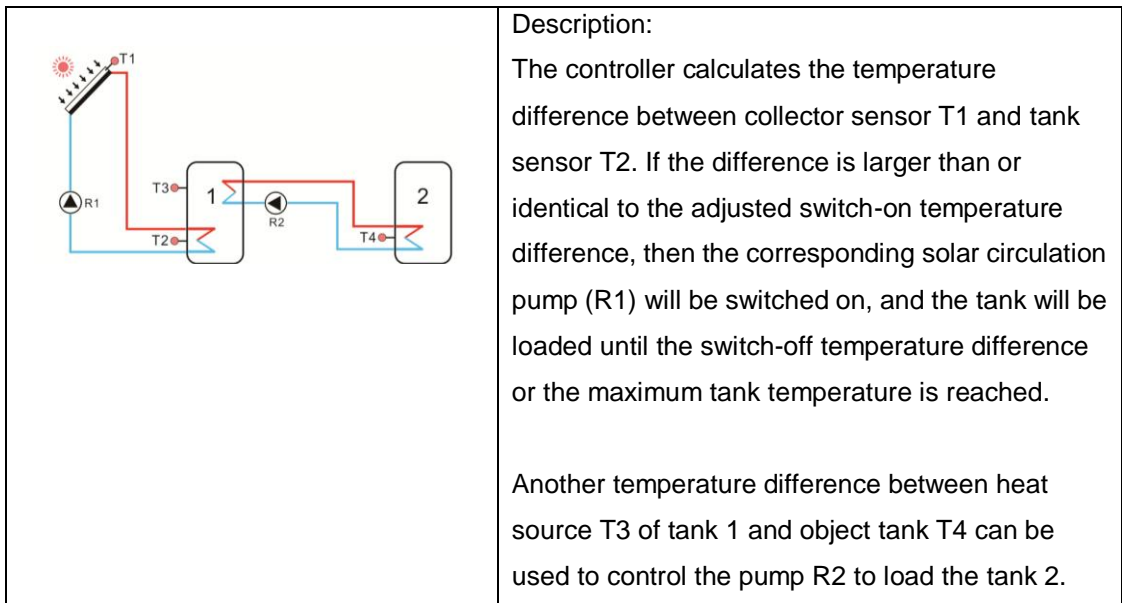 T1
T3
1
2
R1
R2
T2
T4
Description:
The controller calculates the temperature
difference between collector sensor T1 and tank
sensor T2. If the difference is larger than or
identical to the adjusted switch-on temperature
difference, then the corresponding solar circulation
pump (R1) will be switched on, and the tank will be
loaded until the switch-off temperature difference
or the maximum tank temperature is reached.
Another temperature difference between heat
source T3 of tank 1 and object tank T4 can be
used to control the pump R2 to load the tank 2.